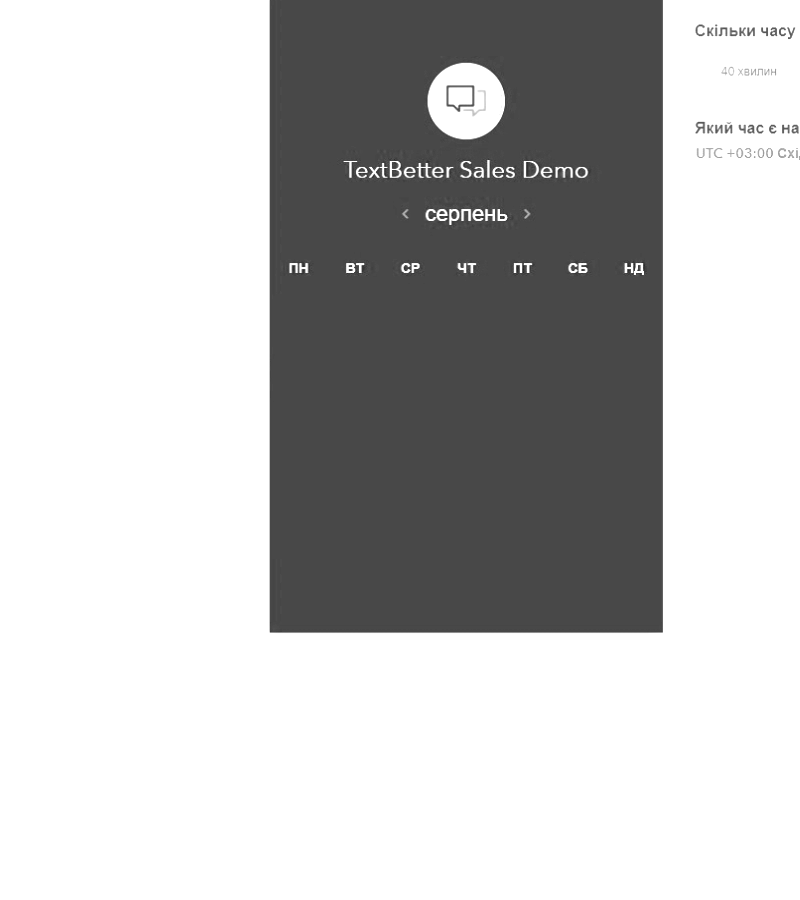 TextBetter Sales Demo
серпень
ПН ВТ СР ЧТ ПТ СБ НД
Скільки часу
40 хвилин
Який час є на
UTC +03:00 Схі